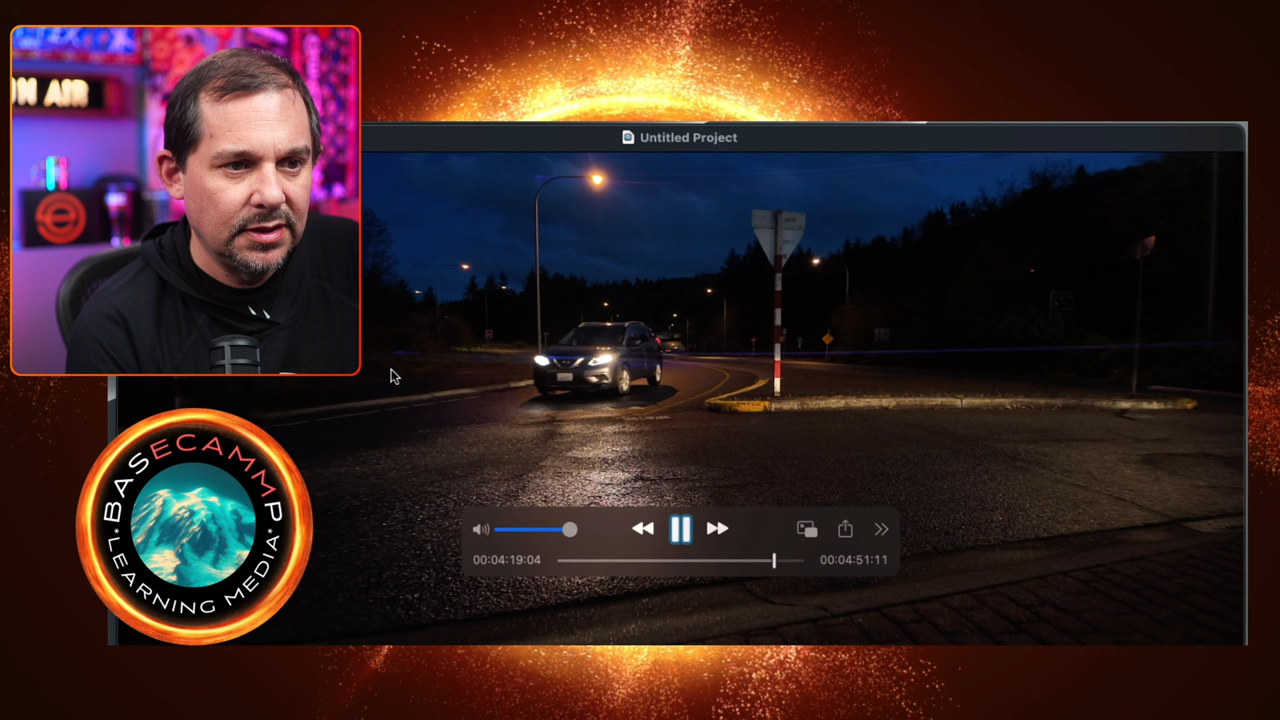 ON AIR
Untitled Project
BASECAMMP
•LEARNING MEDIA•
00:04:19:04
00:04:51:11